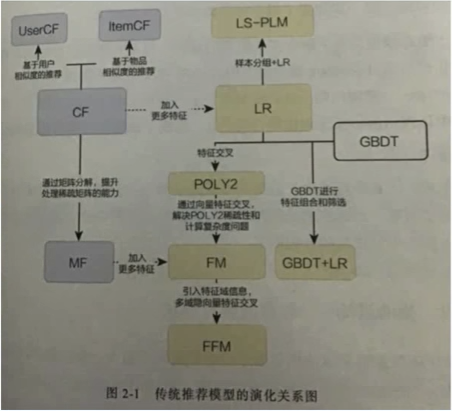 UserCF
ItemCF
LS-PLM
基于用户
相似度的推荐
基于物品
相似度的推荐
样本分组+LR
CF
加入
更多特征
LR
GBDT
特征交叉
通过矩阵分解，提升
处理稀疏矩阵的能力
POLY2
GBDT进行
特征组合和筛选
通过向量特征交叉，
解决POLY2稀疏性和
计算复杂度问题
MF
加入
更多特征
FM
GBDT+LR
引入特征域信息，
多域隐向量特征交叉
FFM
图 2-1 传统推荐模型的演化关系图